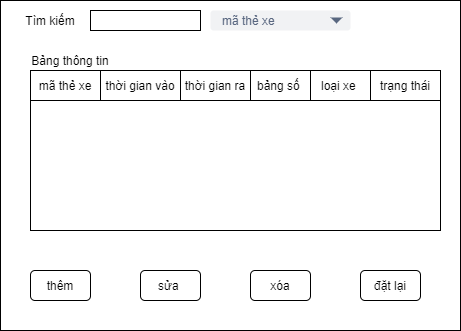 Tìm kiếm mã thẻ xe
Bảng thông tin
mã thẻ xe thời gian vào thời gian ra bảng số loại xe trạng thái
thêm sửa xóa đặt lại